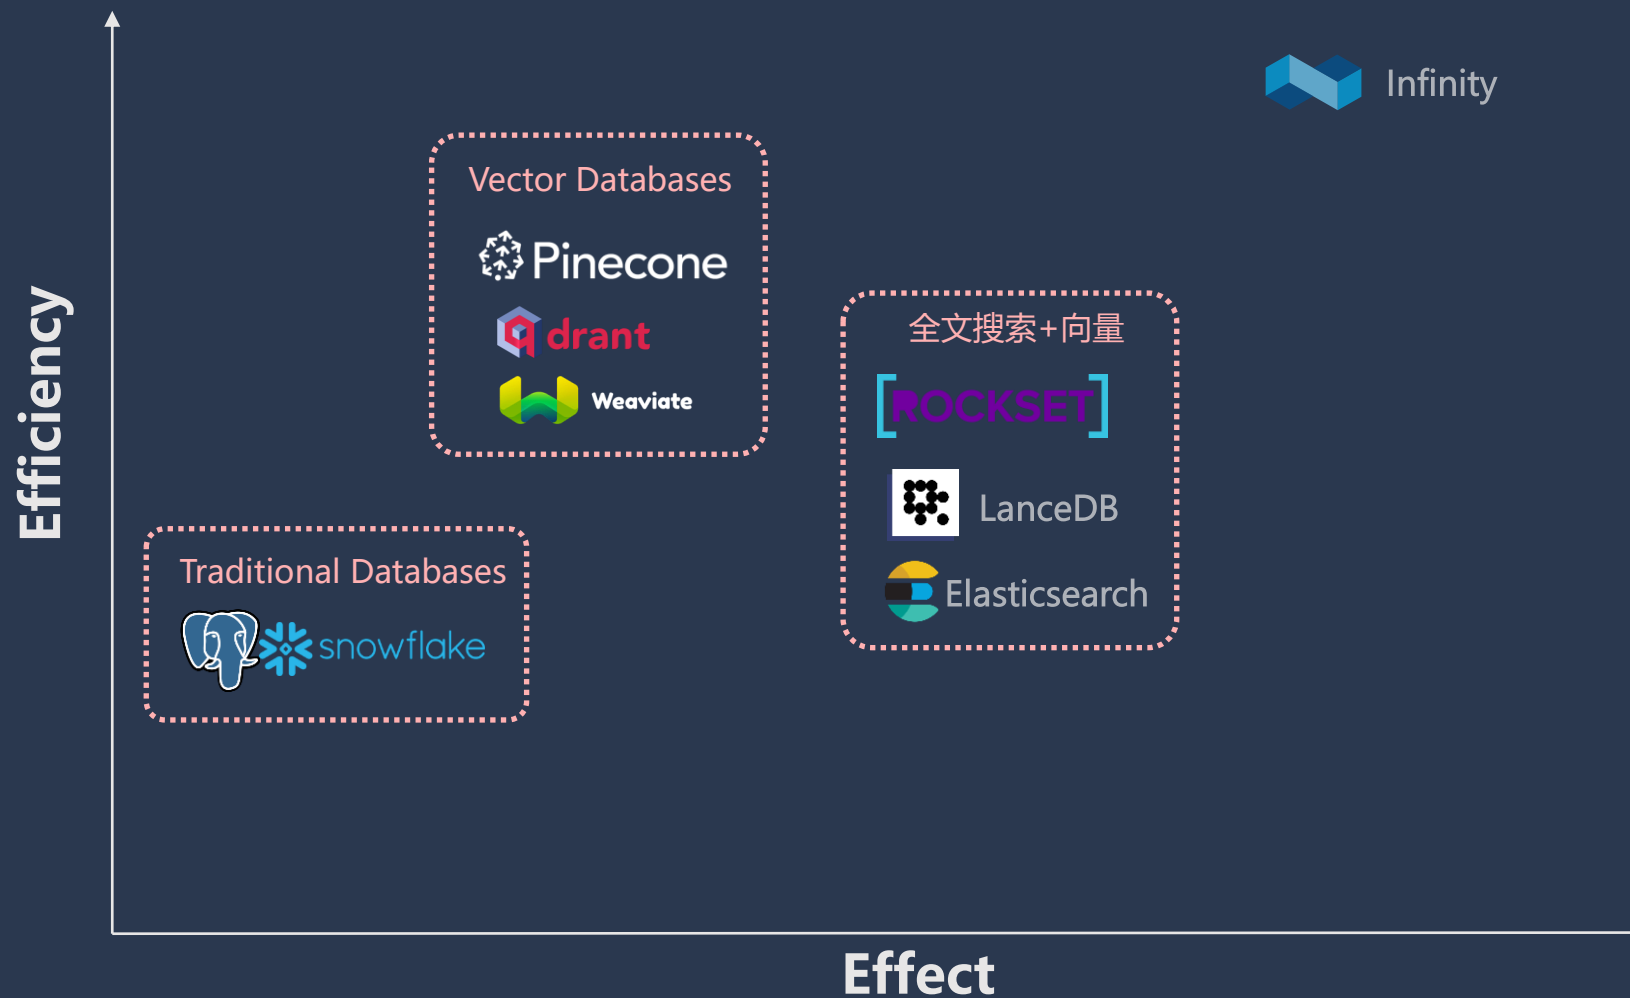 Infinity
Vector Databases
Pinecone
qdrant
Weaviate
全文搜索+向量
ROCKSET
LanceDB
Elasticsearch
Traditional Databases
snowflake
Efficiency
Effect